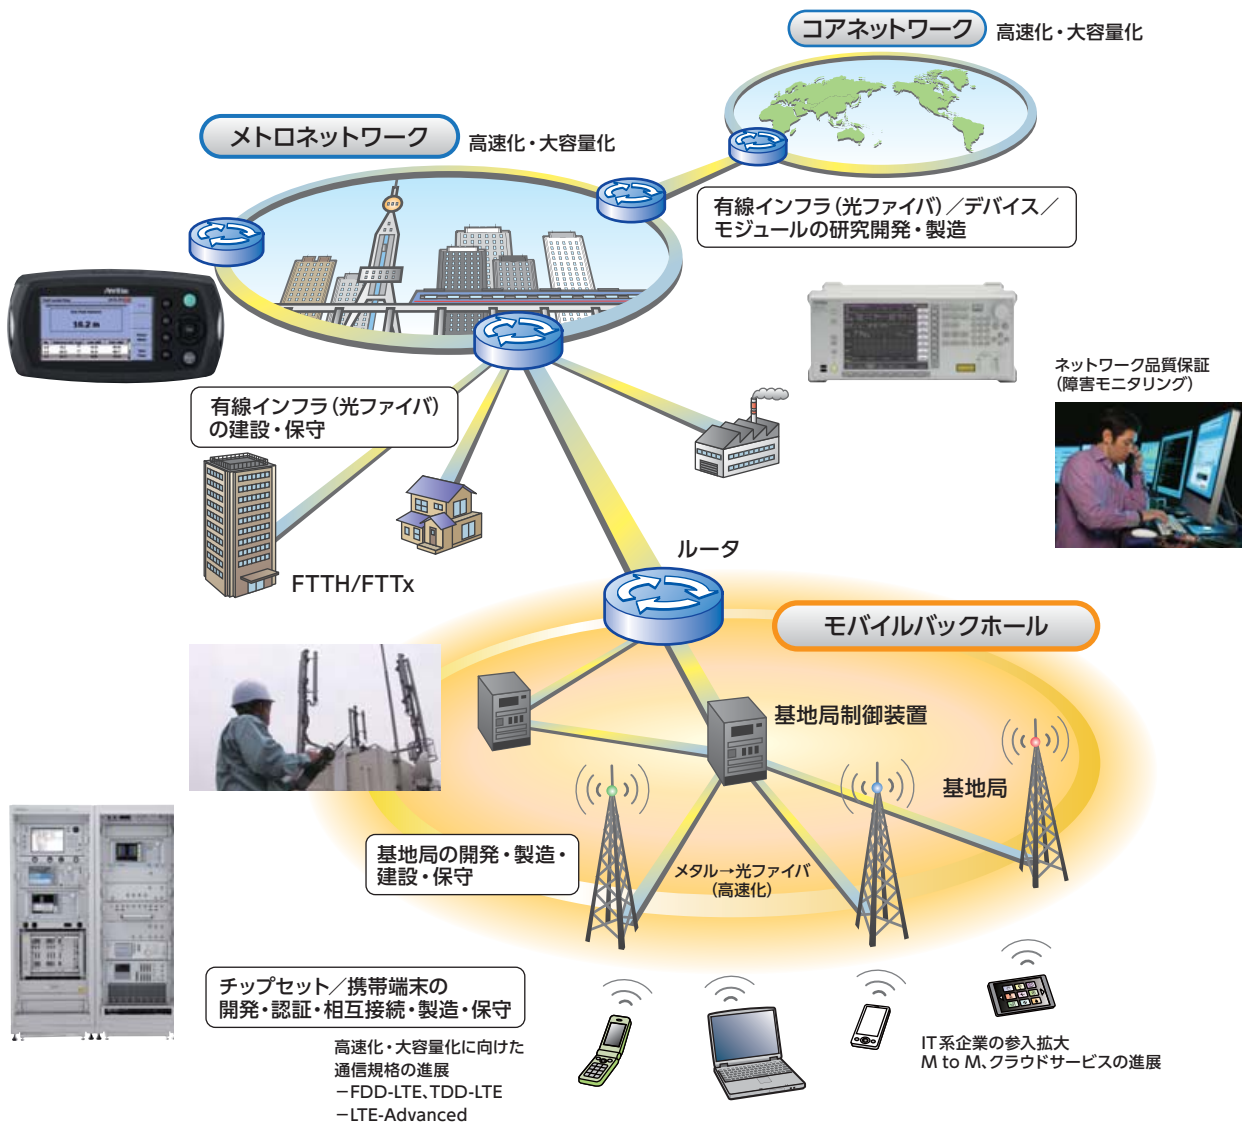 コアネットワーク
高速化・大容量化
メトロネットワーク
高速化・大容量化
有線インフラ(光ファイバ)/デバイス/
モジュールの研究開発・製造
Anritsu
16.2 m
ネットワーク品質保証
(障害モニタリング)
有線インフラ(光ファイバ)
の建設・保守
FTTH/FTTx
ルータ
モバイルバックホール
基地局制御装置
基地局
基地局の開発・製造・
建設・保守
メタル→光ファイバ
(高速化)
チップセット/携帯端末の
開発・認証・相互接続・製造・保守
高速化・大容量化に向けた
通信規格の進展
−FDD-LTE、TDD-LTE
−LTE-Advanced
IT系企業の参入拡大
M to M、クラウドサービスの進展